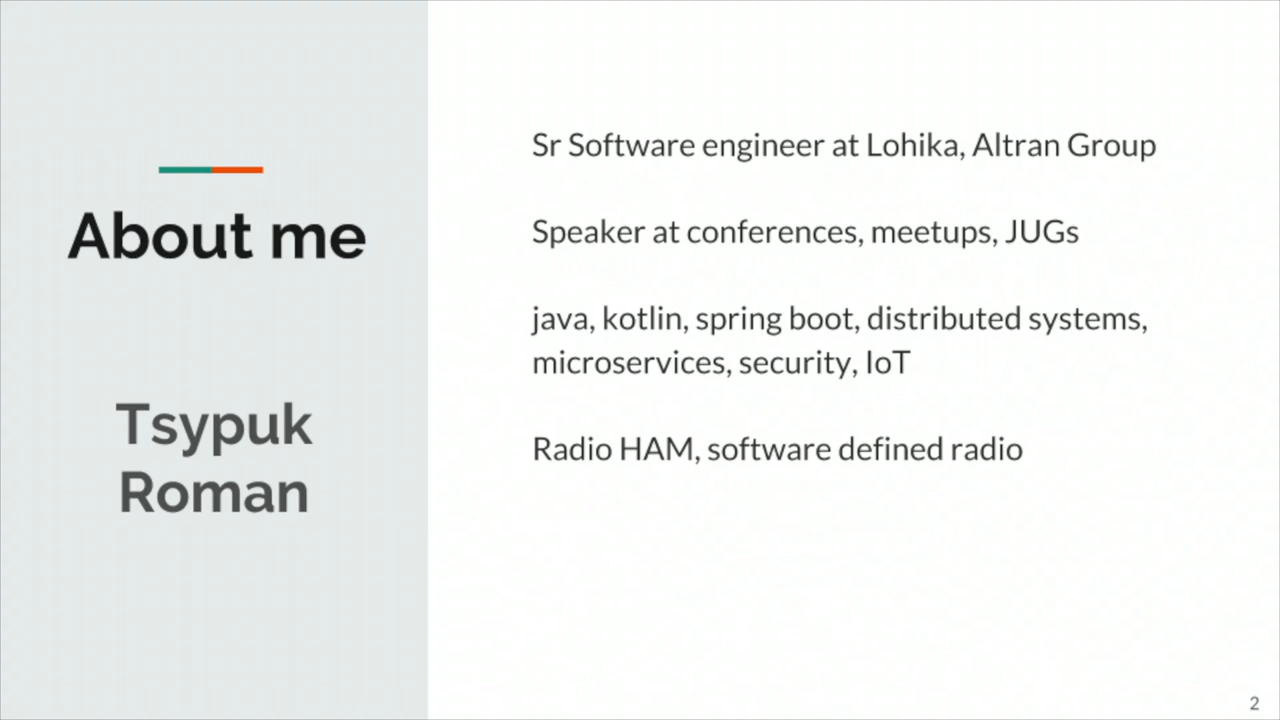 About me
Tsypuk
Roman
Sr Software engineer at Lohika, Altran Group
Speaker at conferences, meetups, JUGs
java, kotlin, spring boot, distributed systems,
microservices, security, IoT
Radio HAM, software defined radio
2